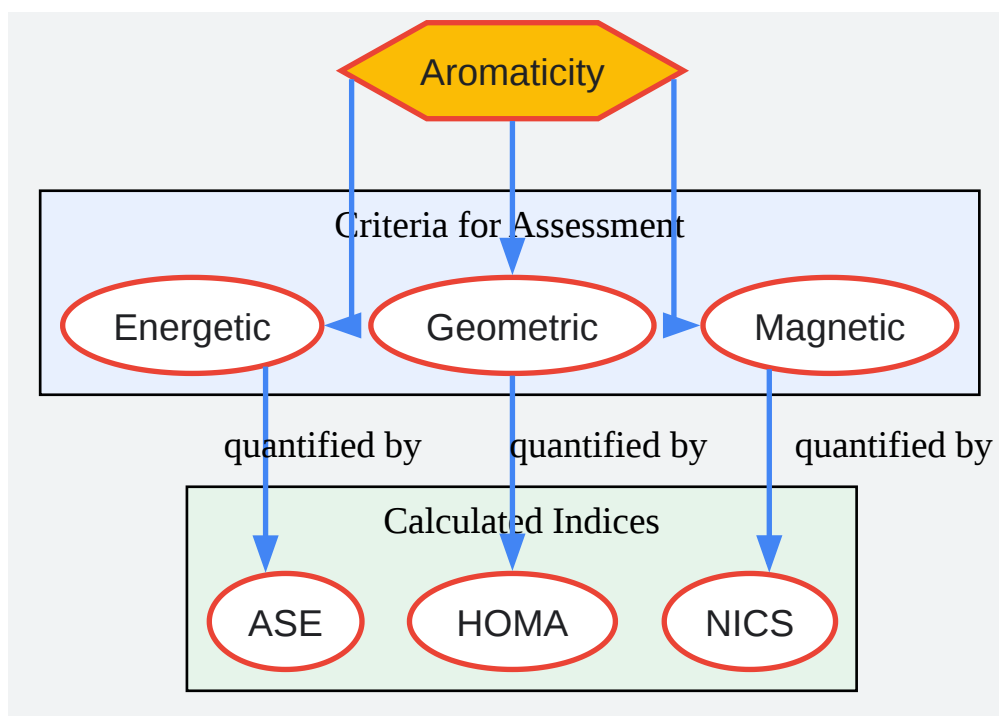 Aromaticity
Criteria for Assessment
Energetic
Geometric
Magnetic
quantified by
quantified by
quantified by
Calculated Indices
ASE
HOMA
NICS